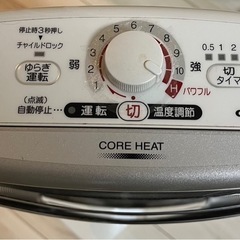 停止時3秒押し
チャイルドロック
ゆらぎ
運転
弱
強
1 2 3 4 5 6 7 8 9 10
H
パワフル
0.5 1 2
切
タイマ
(点滅)
自動停止…
運転 切 温度調節
CORE HEAT